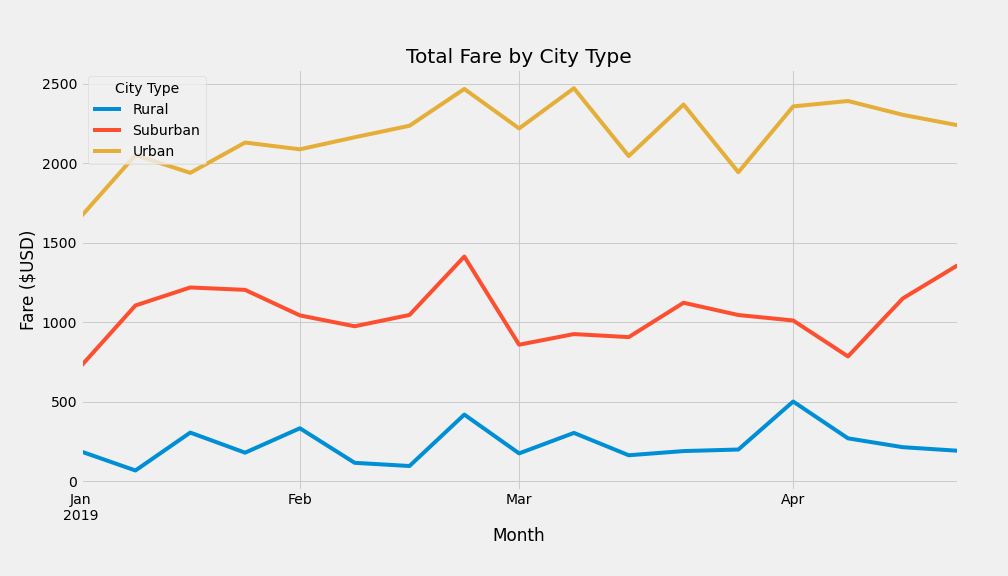 Total Fare by City Type
City Type
Rural
Suburban
Urban
Fare ($USD)
2500
2000
1500
1000
500
0
Jan Feb Mar Apr
2019
Month